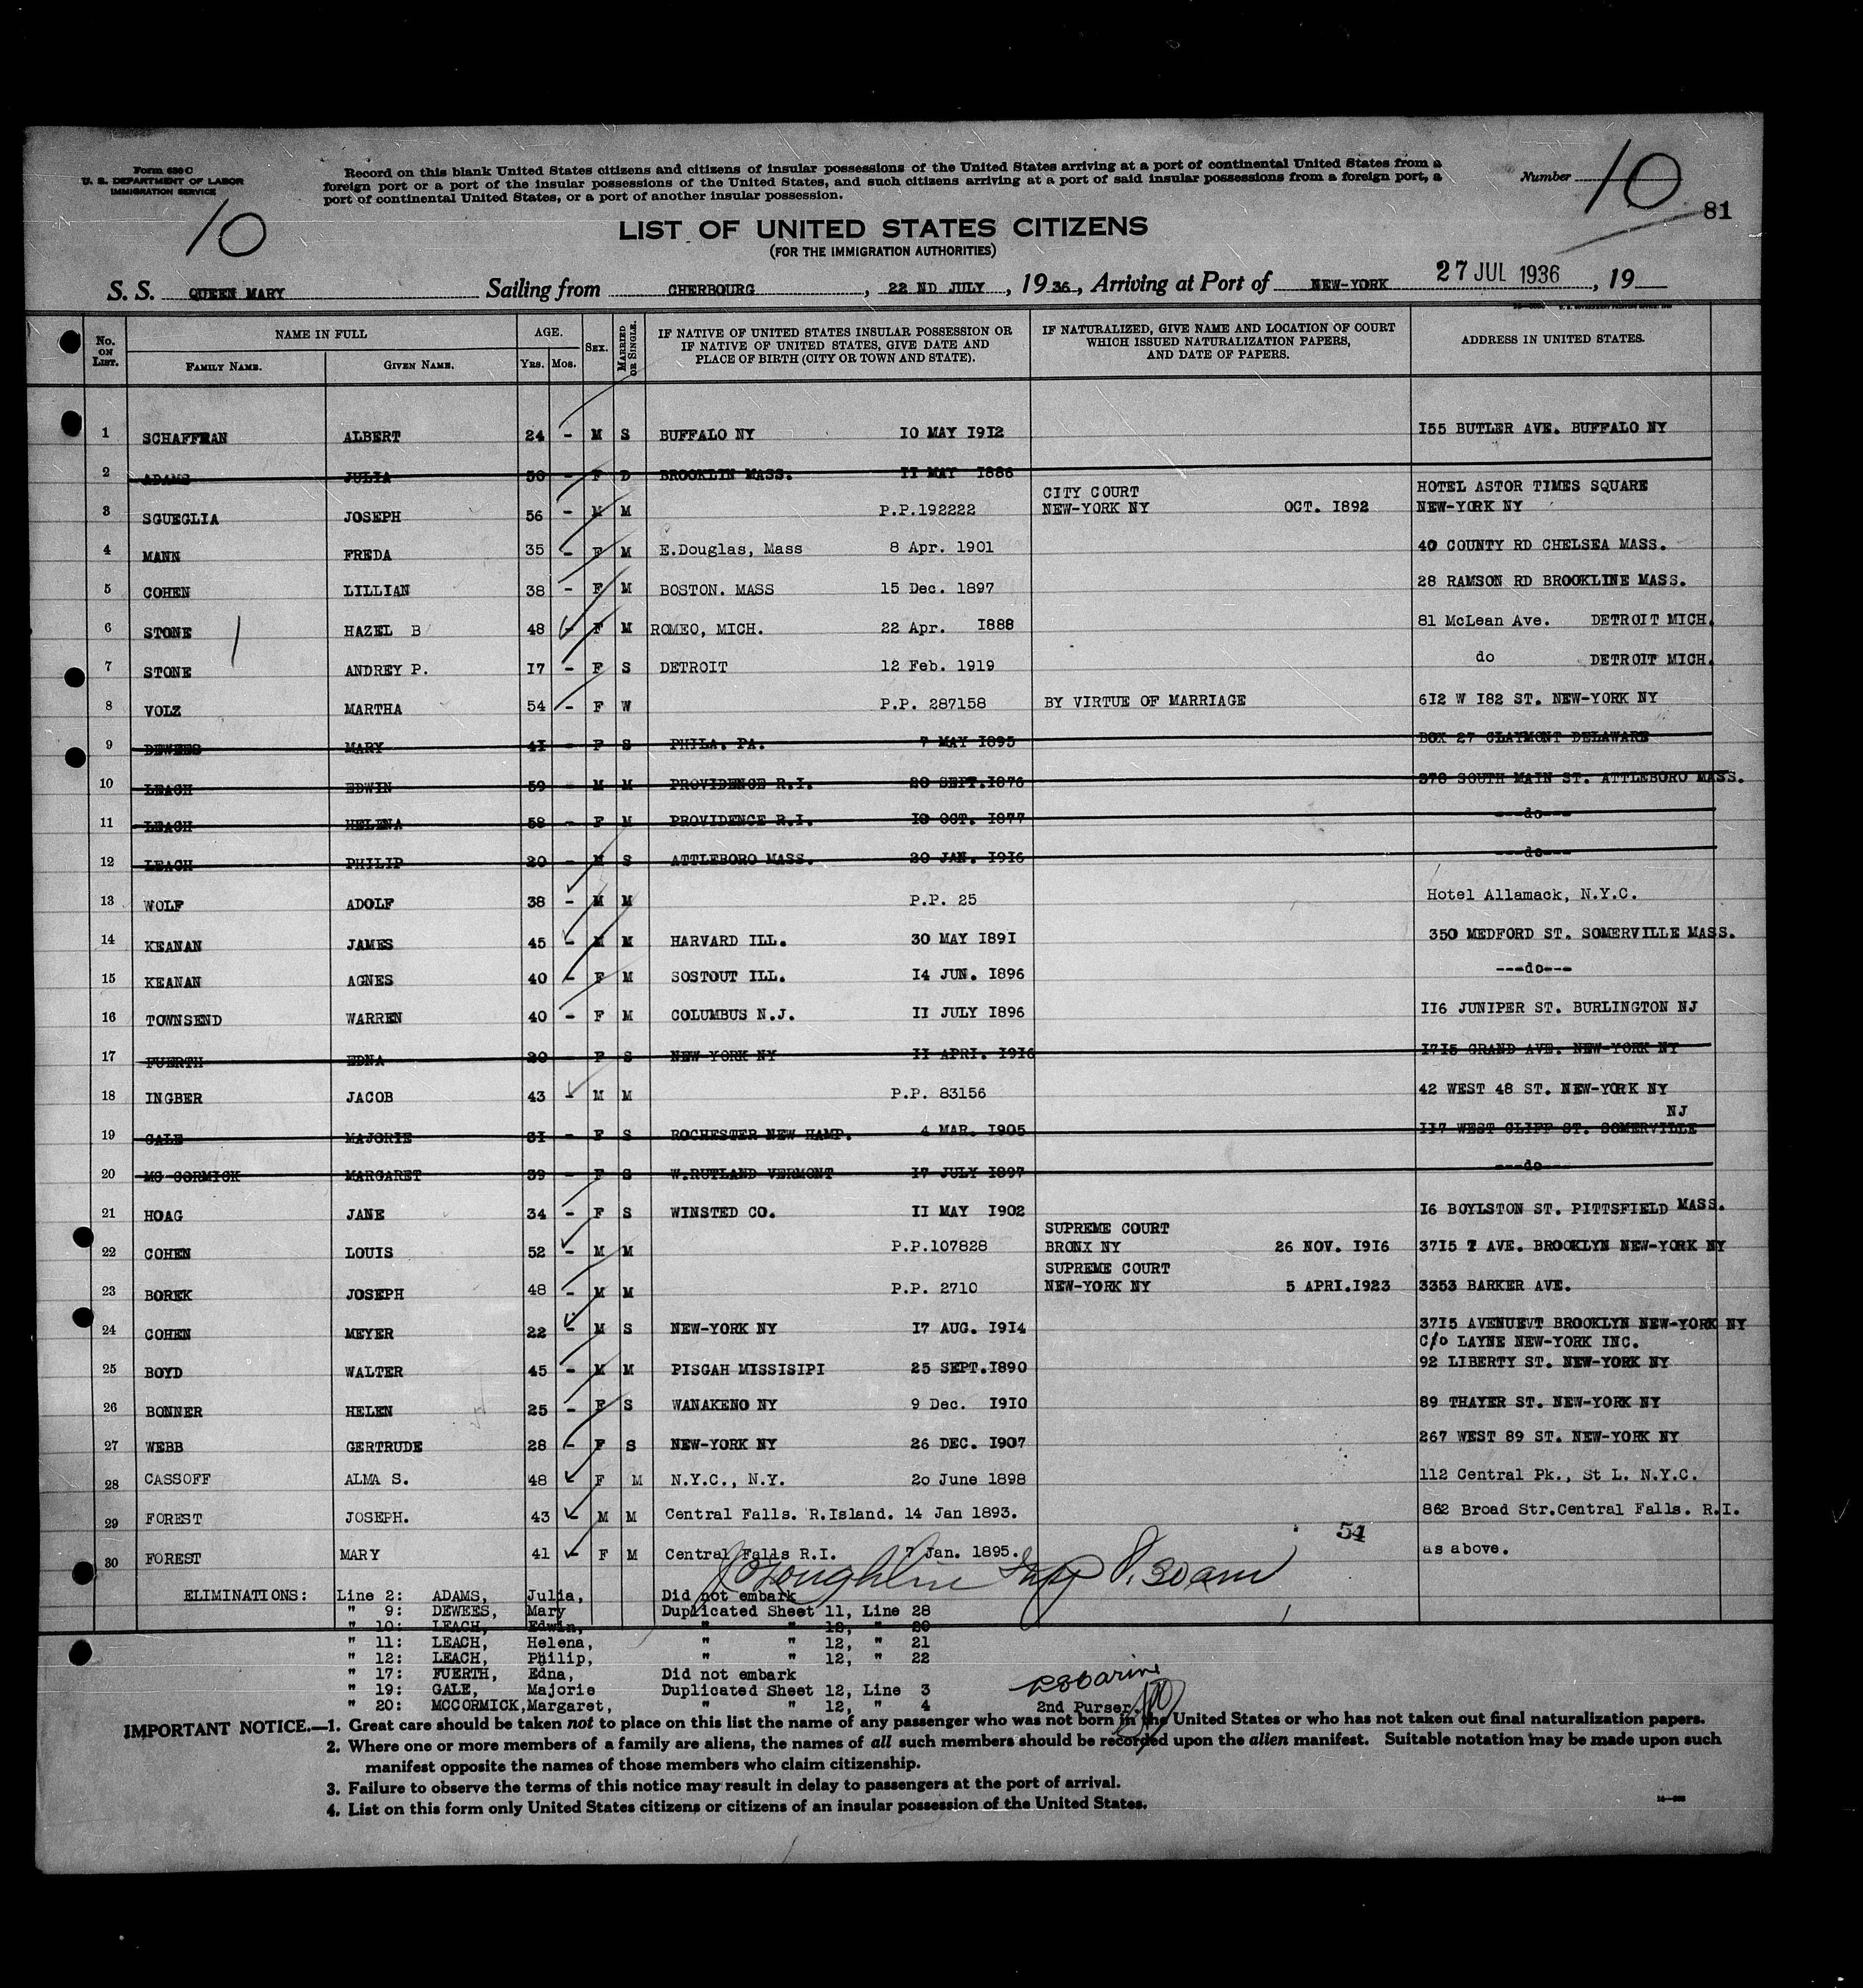 Form 630 C
U. S. DEPARTMENT OF LABOR
IMMIGRATION SERVICE
Record on this blank United States citizens and citizens of insular possessions of the United States arriving at a port of continental United States from a
foreign port or a port of the insular possessions of the United States, and such citizens arriving at a port of said insular possessions from a foreign port, a
port of continental United States, or a port of another insular possession.
Number 10
10
81
LIST OF UNITED STATES CITIZENS
(FOR THE IMMIGRATION AUTHORITIES)
S. S. QUEEN MARY Sailing from CHERBOURG, 22 ND JULY, 1936, Arriving at Port of NEW-YORK 27 JUL 1936, 19
No. ON LIST. NAME IN FULL FAMILY NAME. GIVEN NAME. AGE. YRS. MOS. SEX. MARRIED OR SINGLE. IF NATIVE OF UNITED STATES INSULAR POSSESSION OR IF NATIVE OF UNITED STATES, GIVE DATE AND PLACE OF BIRTH (CITY OR TOWN AND STATE). IF NATURALIZED, GIVE NAME AND LOCATION OF COURT WHICH ISSUED NATURALIZATION PAPERS, AND DATE OF PAPERS. ADDRESS IN UNITED STATES.
1 SCHAFFRAN ALBERT 24 - M S BUFFALO NY 10 MAY 1912 155 BUTLER AVE. BUFFALO NY
2 ADAMS JULIA 50 - F D BROOKLIN MASS. 11 MAY 1886
3 SGUEGLIA JOSEPH 56 - M M P.P.192222 CITY COURT NEW-YORK NY OCT. 1892 HOTEL ASTOR TIMES SQUARE NEW-YORK NY
4 MANN FREDA 35 - F M E.Douglas, Mass 8 Apr. 1901 40 COUNTY RD CHELSEA MASS.
5 COHEN LILLIAN 38 - F M BOSTON. MASS 15 Dec. 1897 28 RAMSON RD BROOKLINE MASS.
6 STONE HAZEL B 48 - F M ROMEO, MICH. 22 Apr. 1888 81 McLean Ave. DETROIT MICH.
7 STONE ANDREY P. 17 - F S DETROIT 12 Feb. 1919 do DETROIT MICH.
8 VOLZ MARTHA 54 - F W P.P. 287158 BY VIRTUE OF MARRIAGE 612 W 182 ST. NEW-YORK NY
9 DEWEES MARY 41 - F S PHILA. PA. 7 MAY 1895 BOX 27 CLAYMONT DELAWARE
10 LEACH EDWIN 59 - M M PROVIDENCE R.I. SEPT.1876 SOUTH MAIN ST. ATTLEBORO MASS.
11 LEACH HELENA 58 - F M PROVIDENCE R.I. OCT. 1877 ---do---
12 LEACH PHILIP 20 - M S ATTLEBORO MASS. 20 JAN. 1916 ---do---
13 WOLF ADOLF 38 - M M P.P. 25 Hotel Allamack, N.Y.C.
14 KEANAN JAMES 45 - M M HARVARD ILL. 30 MAY 1891 350 MEDFORD ST. SOMERVILLE MASS.
15 KEANAN AGNES 40 - F M SOSTOUT ILL. 14 JUN. 1896 ---do---
16 TOWNSEND WARREN 40 - F M COLUMBUS N.J. 11 JULY 1896 116 JUNIPER ST. BURLINGTON NJ
17 FUERTH EDNA 20 - F S NEW YORK NY 11 APRI. 1916 1715 GRAND AVE. NEW-YORK NY
18 INGBER JACOB 43 - M M P.P. 83156 42 WEST 48 ST. NEW-YORK NY
19 GALE MAJORIE 31 - F S ROCHESTER NEW HAMP. 4 MAR. 1905 117 WEST CLIFF ST. SOMERVILLE NJ
20 MC CORMICK MARGARET 39 - F S W.RUTLAND VERMONT 17 JULY 1897 ---do---
21 HOAG JANE 34 - F S WINSTED CO. 11 MAY 1902 16 BOYLSTON ST. PITTSFIELD MASS.
22 COHEN LOUIS 52 - M M P.P.107828 SUPREME COURT BRONX NY 26 NOV. 1916 3715 T AVE. BROOKLYN NEW-YORK NY
23 BOREK JOSEPH 48 - M M P.P. 2710 SUPREME COURT NEW-YORK NY 5 APRI.1923 3353 BARKER AVE.
24 COHEN MEYER 22 - M S NEW-YORK NY 17 AUG. 1914 3715 AVENUEVT BROOKLYN NEW-YORK NY
25 BOYD WALTER 45 - M M PISGAH MISSISIPI 25 SEPT.1890 C/O LAYNE NEW-YORK INC. 92 LIBERTY ST. NEW-YORK NY
26 BONNER HELEN 25 - F S WANAKENO NY 9 Dec. 1910 89 THAYER ST. NEW-YORK NY
27 WEBB GERTRUDE 28 - F S NEW-YORK NY 26 DEC. 1907 267 WEST 89 ST. NEW-YORK NY
28 CASSOFF ALMA S. 48 F M N.Y.C., N.Y. 20 June 1898 112 Central Pk., St L. N.Y.C.
29 FOREST JOSEPH. 43 M M Central Falls. R.Island. 14 Jan 1893. 862 Broad Str.Central Falls. R.I.
54
30 FOREST MARY 41 - F M Central Falls R.I. 7 Jan. 1895. as above.
ELIMINATIONS: Line 2: ADAMS, Julia, Did not embark
" 9: DEWEES, Mary Duplicated Sheet 11, Line 28
" 10: LEACH, Edwin, " " 12, " 20
" 11: LEACH, Helena, " " 12, " 21
" 12: LEACH, Philip, " " 12, " 22
" 17: FUERTH, Edna, Did not embark
" 19: GALE, Majorie Duplicated Sheet 12, Line 3
" 20: MCCORMICK,Margaret, " " 12, " 4
2nd Purser.
IMPORTANT NOTICE.—1. Great care should be taken not to place on this list the name of any passenger who was not born in the United States or who has not taken out final naturalization papers.
2. Where one or more members of a family are aliens, the names of all such members should be recorded upon the alien manifest. Suitable notation may be made upon such
manifest opposite the names of those members who claim citizenship.
3. Failure to observe the terms of this notice may result in delay to passengers at the port of arrival.
4. List on this form only United States citizens or citizens of an insular possession of the United States.